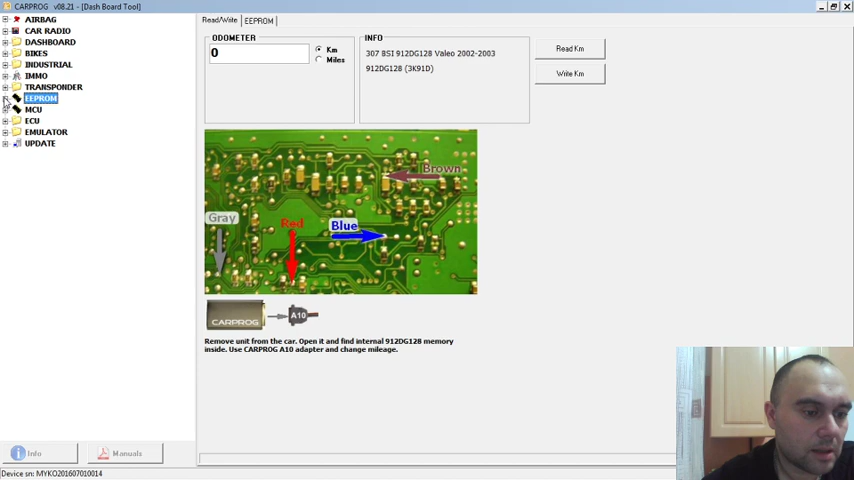 CARPROG v08.21 - [Dash Board Tool]
AIRBAG
CAR RADIO
DASHBOARD
BIKES
INDUSTRIAL
IMMO
TRANSPONDER
EEPROM
MCU
ECU
EMULATOR
UPDATE
Read/Write EEPROM
ODOMETER
0
Km
Miles
INFO
307 BSI 912DG128 Valeo 2002-2003
912DG128 (3K91D)
Read Km
Write Km
Brown
Gray
Red
Blue
CARPROG
A10
Remove unit from the car. Open it and find internal 912DG128 memory
inside. Use CARPROG A10 adapter and change mileage.
Info
Manuals
Device sn: MYKO201607010014